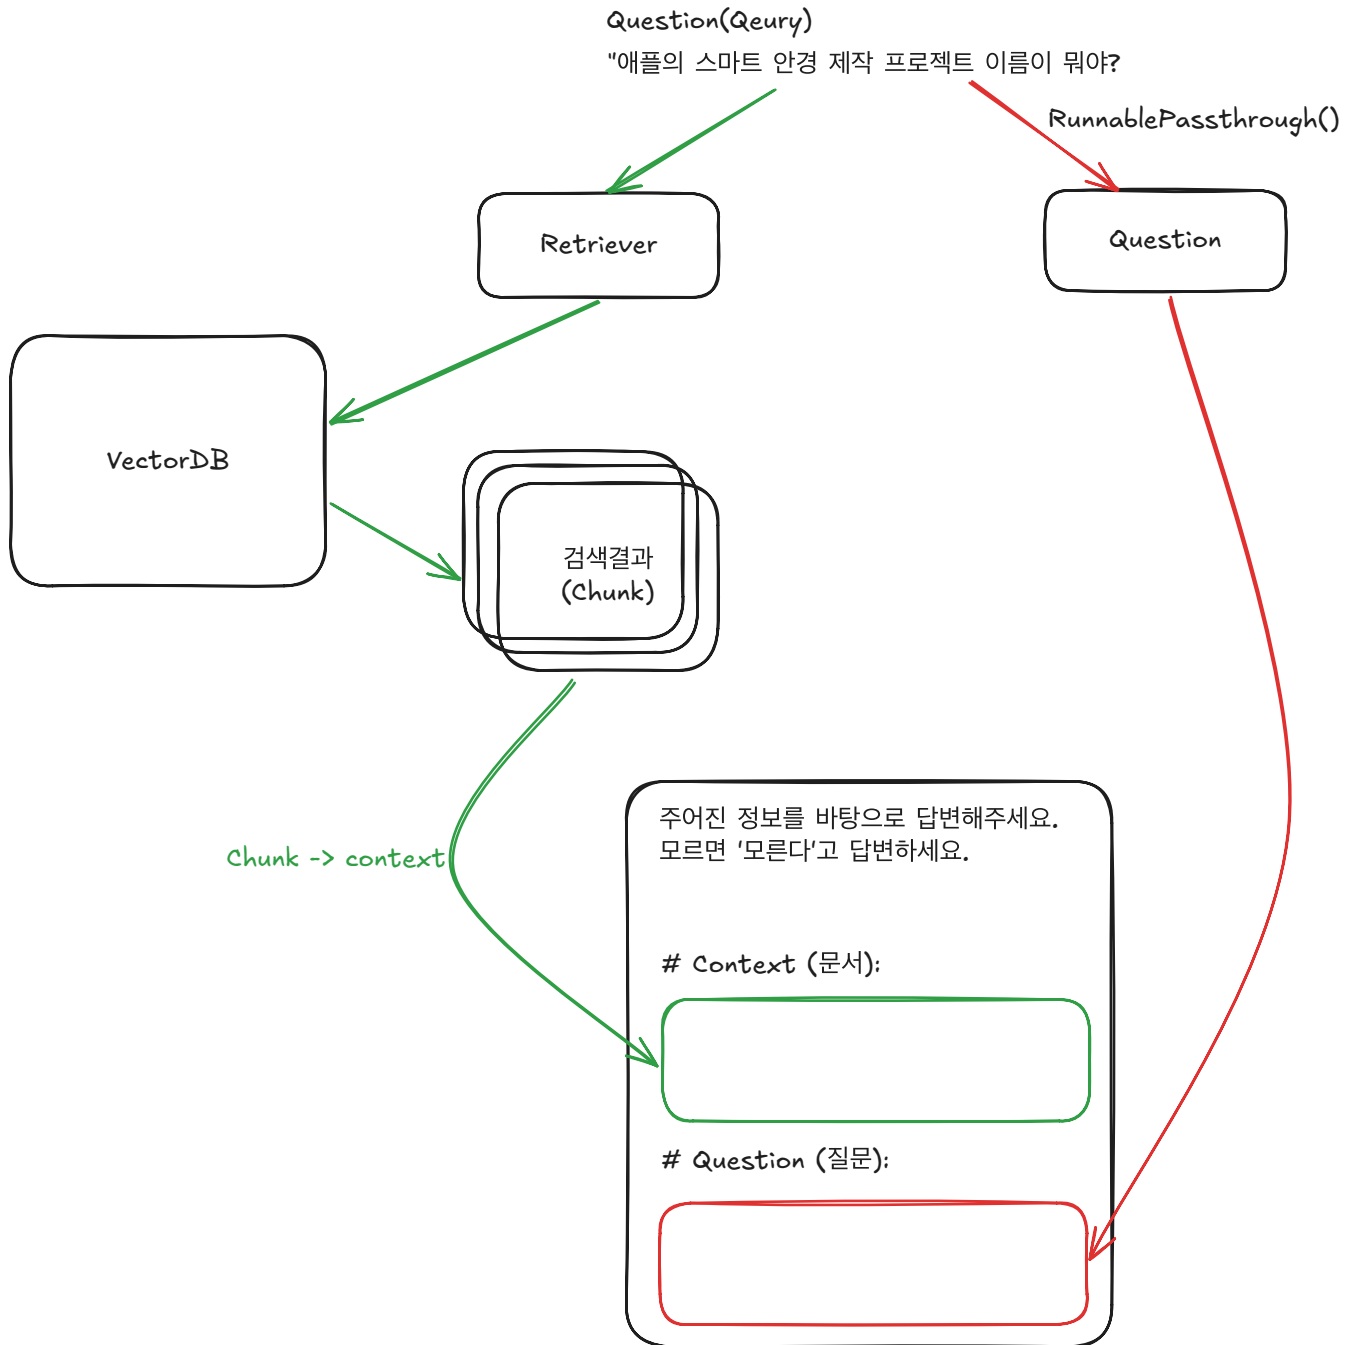 Question(Qeury)
"애플의 스마트 안경 제작 프로젝트 이름이 뭐야?
RunnablePassthrough()
Retriever
Question
VectorDB
검색결과
(Chunk)
주어진 정보를 바탕으로 답변해주세요.
모르면 '모른다'고 답변하세요.
Chunk -> context
# Context (문서):
# Question (질문):